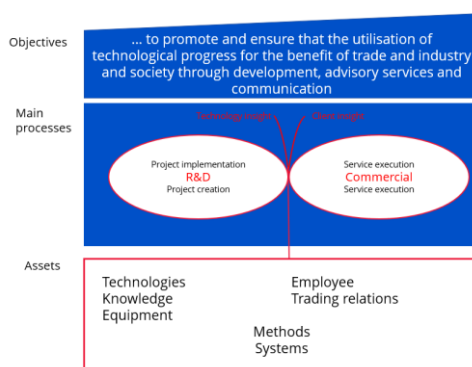 Objectives
... to promote and ensure that the utilisation of
technological progress for the benefit of trade and industry
and society through development, advisory services and
communication
Main
processes
Technology insight
Client insight
Project implementation
R&D
Project creation
Service execution
Commercial
Service execution
Assets
Technologies
Knowledge
Equipment
Employee
Trading relations
Methods
Systems